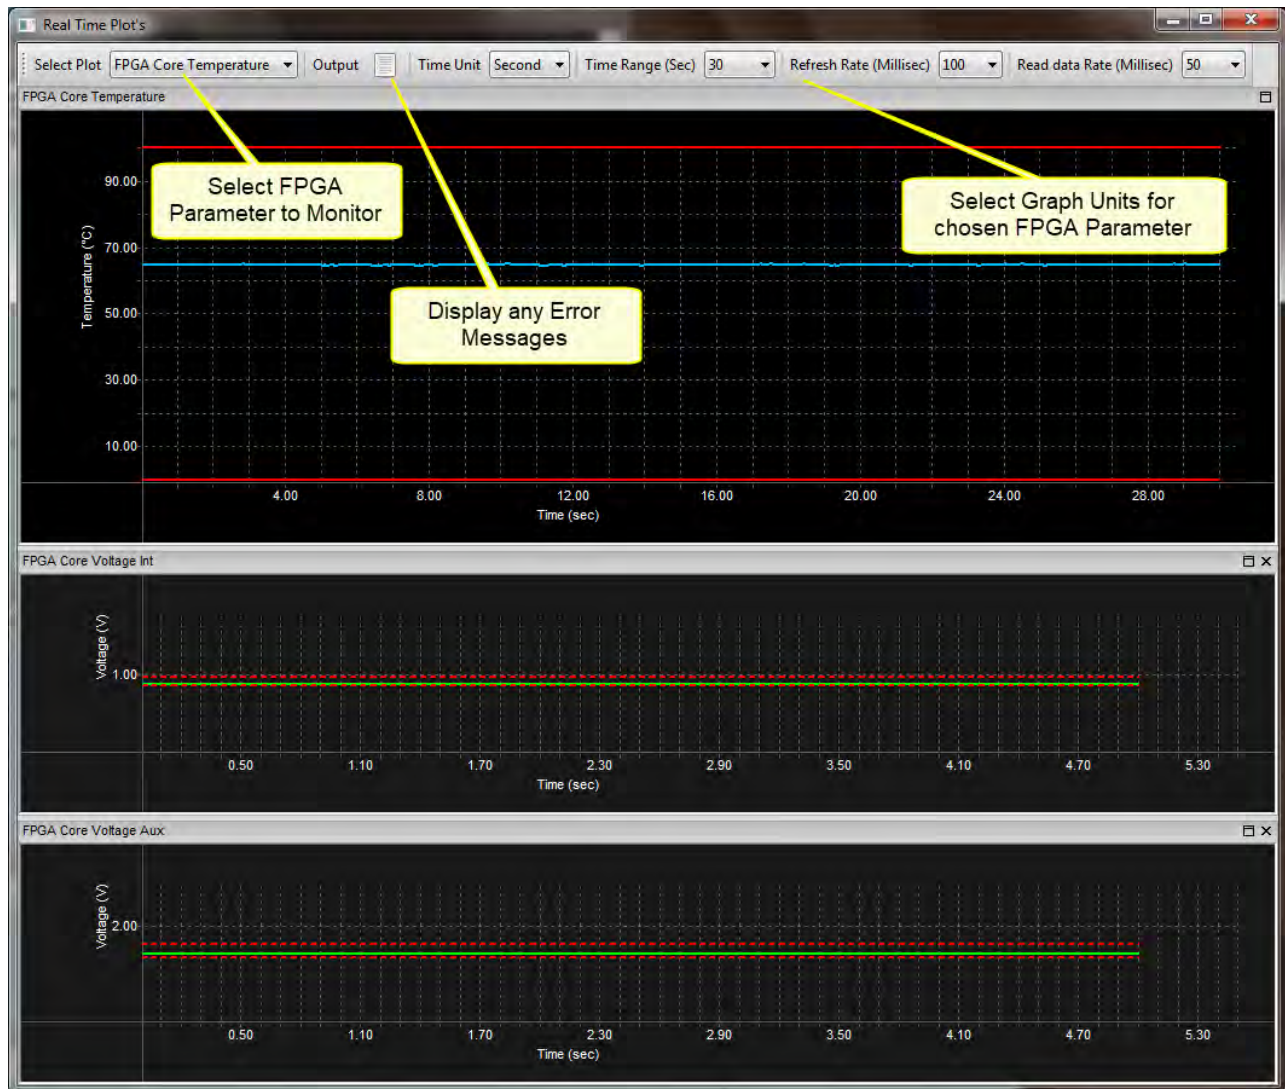 Real Time Plot's
Select Plot FPGA Core Temperature Output Time Unit Second Time Range (Sec) 30 Refresh Rate (Millisec) 100 Read data Rate (Millisec) 50
FPGA Core Temperature
Select FPGA
Parameter to Monitor
Select Graph Units for
chosen FPGA Parameter
Display any Error
Messages
Temperature (°C)
90.00
70.00
50.00
30.00
10.00
4.00 8.00 12.00 16.00 20.00 24.00 28.00
Time (sec)
FPGA Core Voltage Int
Voltage (V)
1.00
0.50 1.10 1.70 2.30 2.90 3.50 4.10 4.70 5.30
Time (sec)
FPGA Core Voltage Aux
Voltage (V)
2.00
0.50 1.10 1.70 2.30 2.90 3.50 4.10 4.70 5.30
Time (sec)